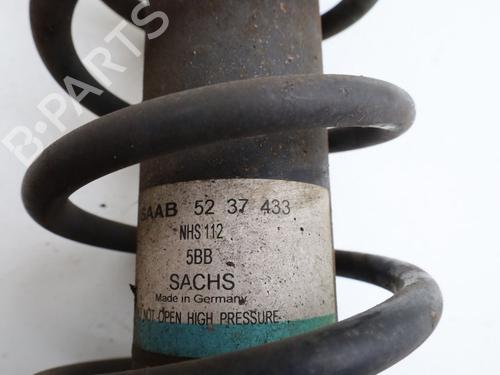 SAAB 52 37 433
NHS 112
5BB
SACHS
Made in Germany
NOT OPEN HIGH PRESSURE
B-PARTS